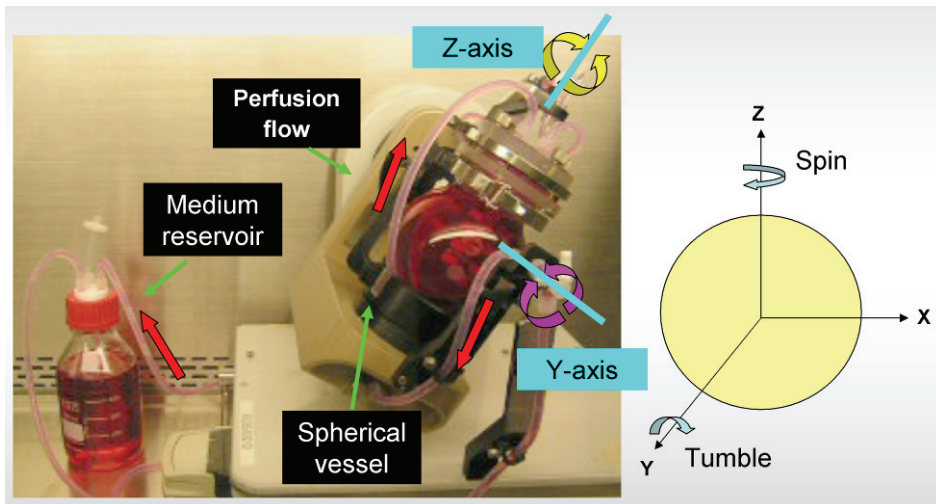 Z-axis
Perfusion
flow
Medium
reservoir
Spherical
vessel
Y-axis
Z
Spin
X
Y
Tumble